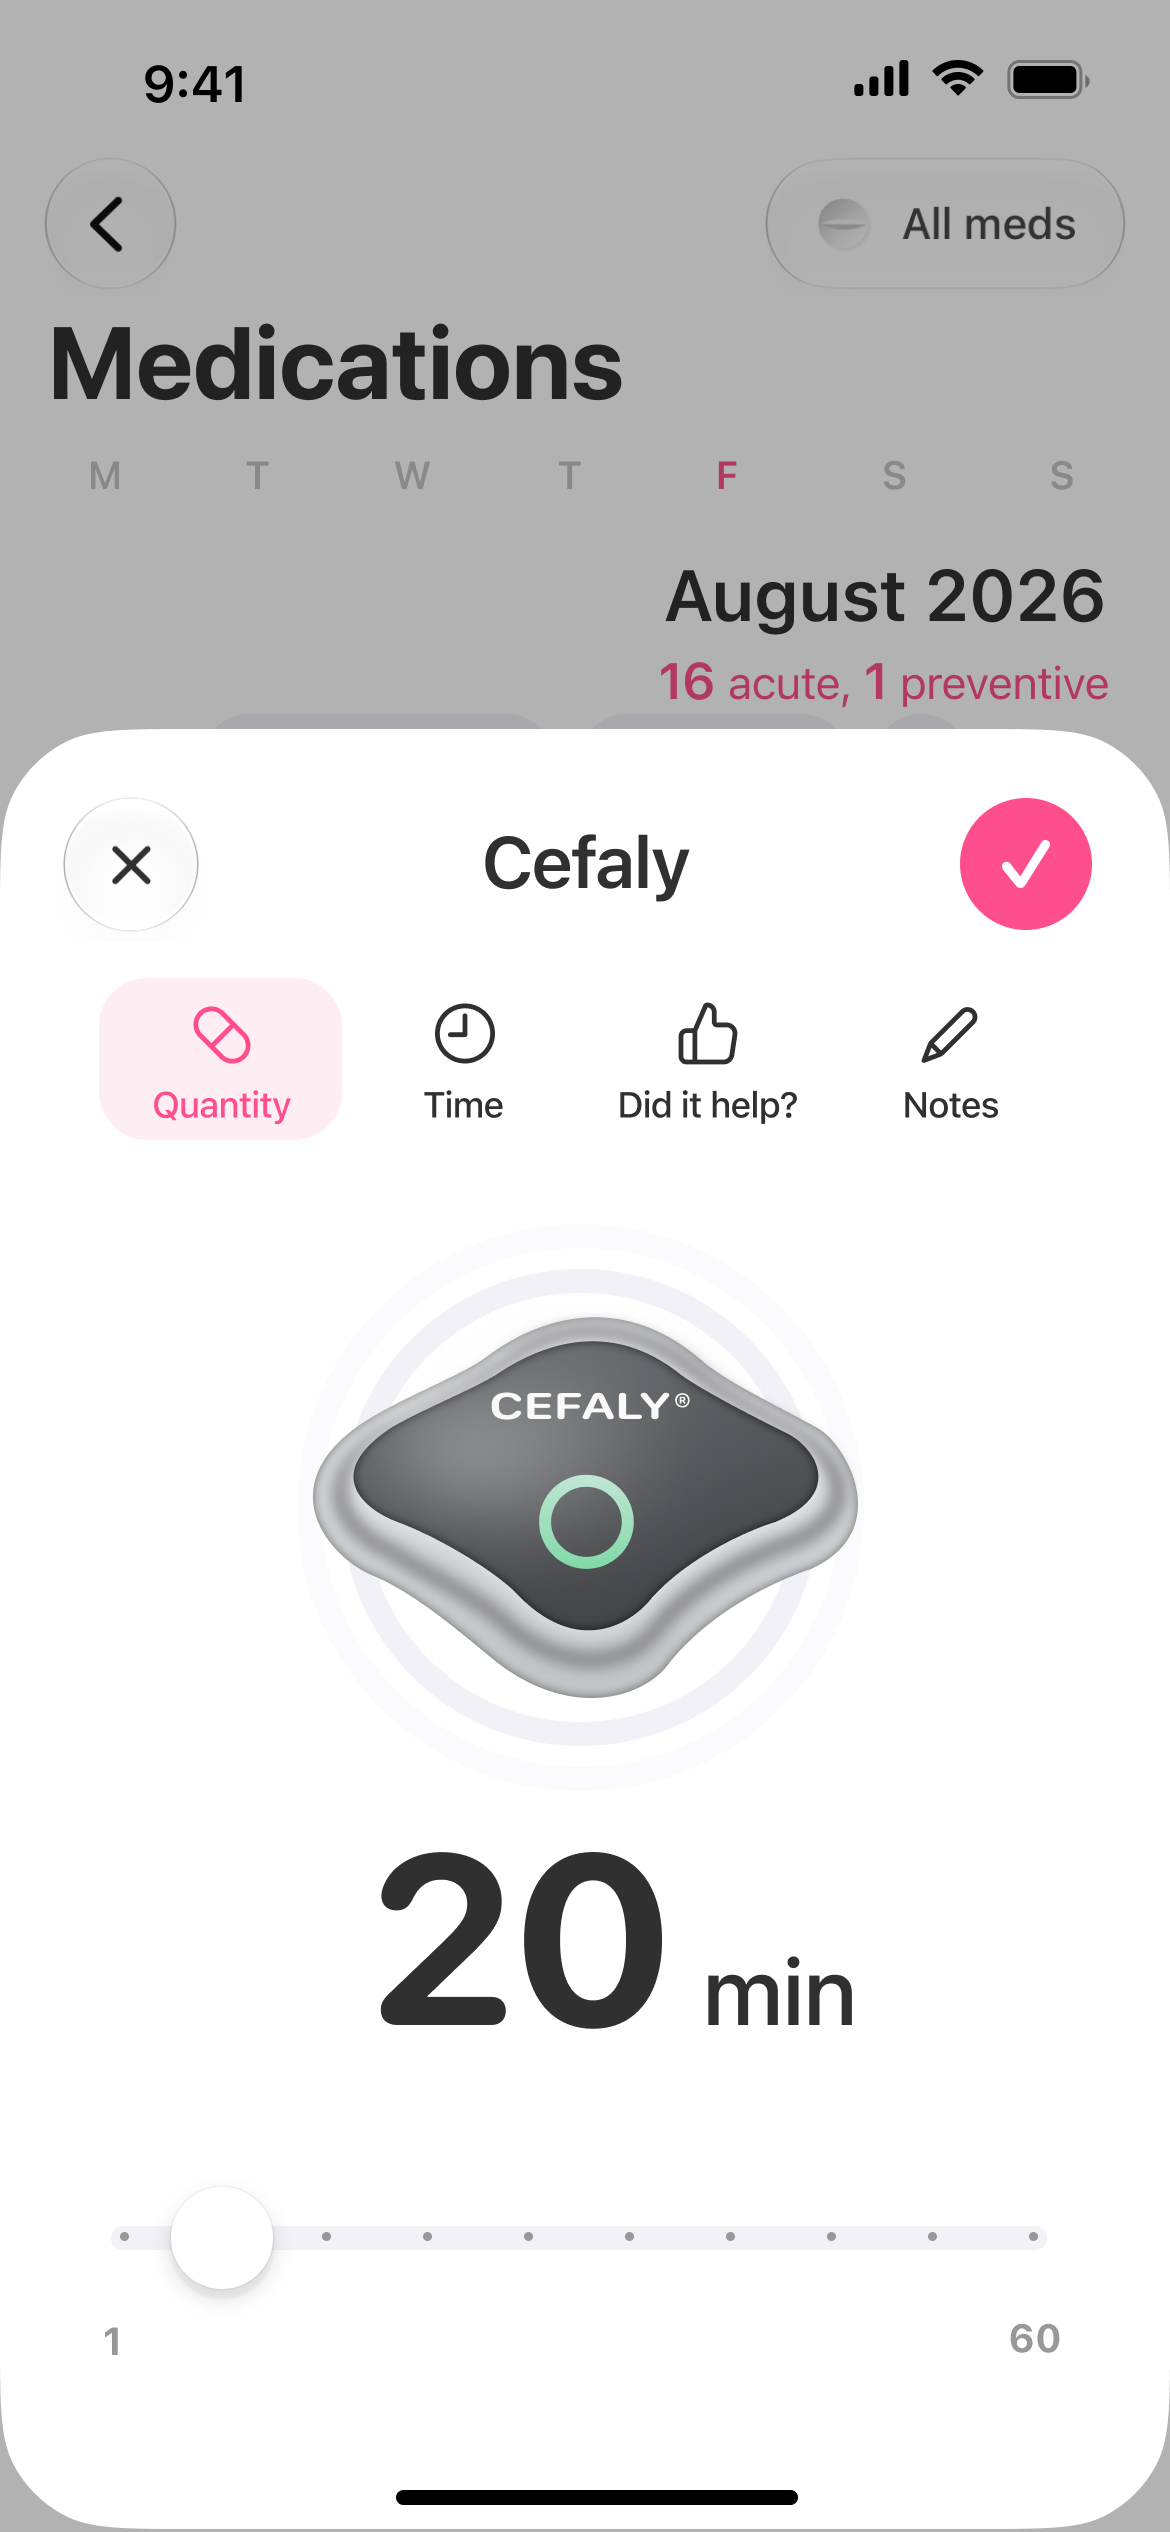 9:41
All meds
Medications
M T W T F S S
August 2026
16 acute, 1 preventive
Cefaly
Quantity Time Did it help? Notes
CEFALY®
20 min
1 60